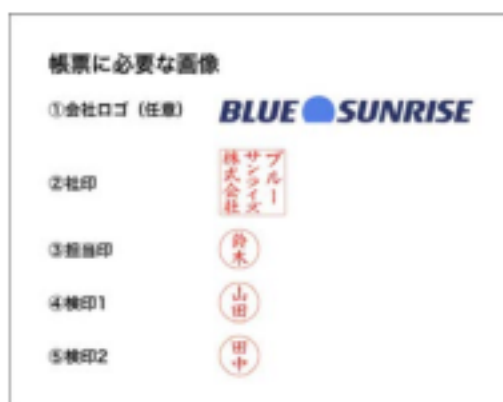 帳票に必要な画像
①会社ロゴ（任意） BLUE SUNRISE
②社印 ブルーサンライズ株式会社
③担当印 鈴木
④検印1 山田
⑤検印2 田中